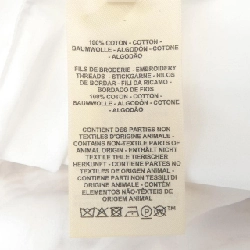 100% COTON - COTTON -
BAUMWOLLE - ALGODÓN - COTONE
- ALGODÃO
FILS DE BRODERIE - EMBROIDERY
THREADS - STICKGARNE - HILOS
DE BORDAR - FILI DA RICAMO -
BORDADO DE FEIS
100% COTON - COTTON -
BAUMWOLLE - ALGODÓN - COTONE
- ALGODÃO
CONTIENT DES PARTIES NON
TEXTILES D'ORIGINE ANIMALE -
CONTAINS NON-TEXTILE PARTS OF
ANIMAL ORIGIN - ENTHÄLT NICHT
TEXTILE TEILE TIERISCHER
HERKUNFT - CONTIENE PARTES
NO TEXTILES DE ORIGEN ANIMAL -
CONTIENE PARTI NON TESSILI DI
ORIGINE ANIMALE - CONTÉM
ELEMENTOS NÃO-TÊXTEIS DE
ORIGEM ANIMAL